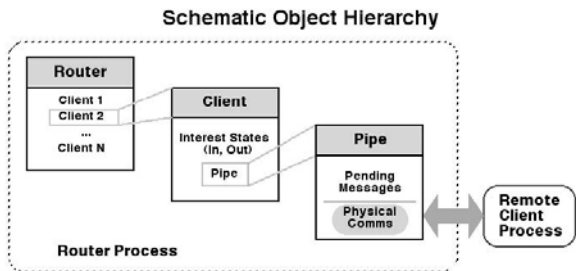 Schematic Object Hierarchy
Router
Client 1
Client 2
...
Client N
Client
Interest States
(In, Out)
Pipe
Pipe
Pending
Messages
Physical
Comms
Remote
Client
Process
Router Process